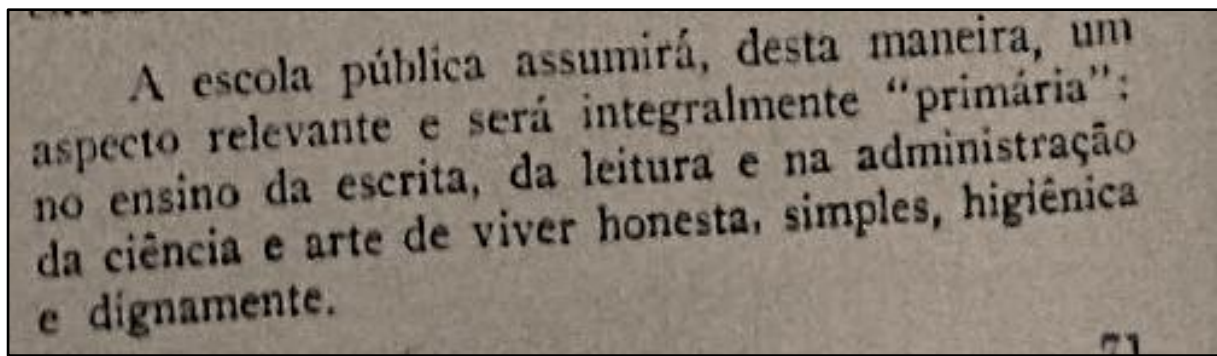 A escola pública assumirá, desta maneira, um
aspecto relevante e será integralmente “primária”:
no ensino da escrita, da leitura e na administração
da ciência e arte de viver honesta, simples, higiênica
e dignamente.
71